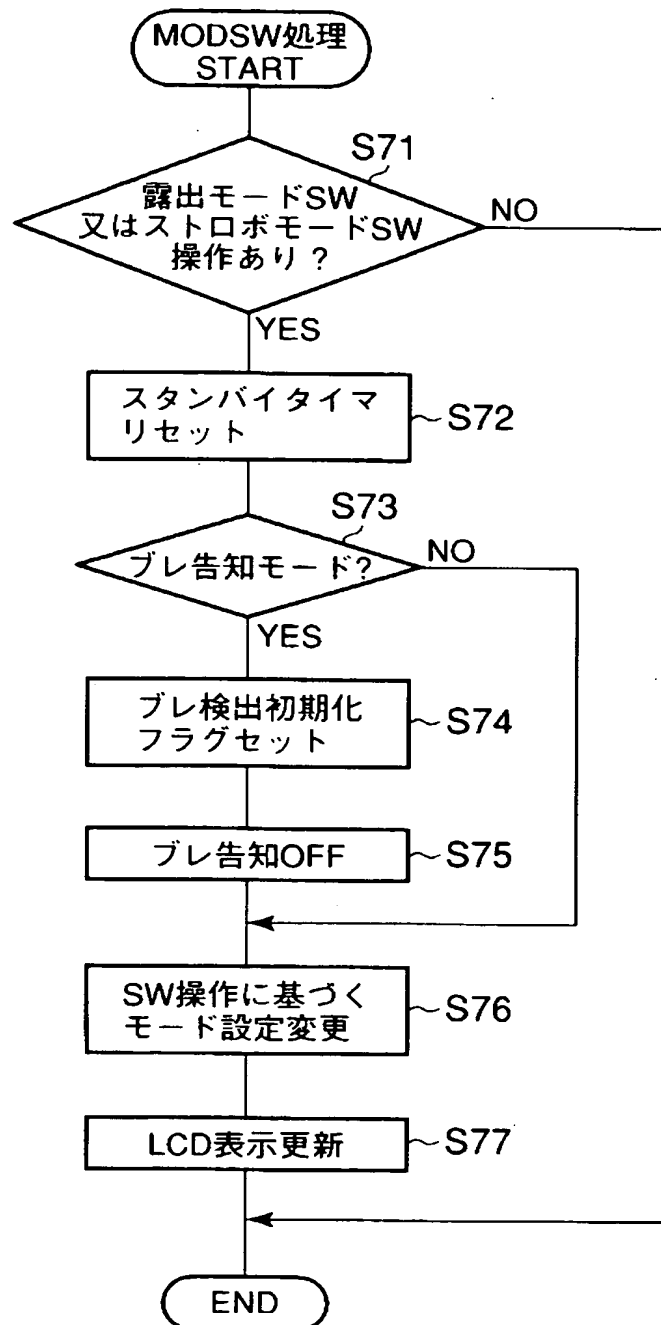 MODSW処理
START
S71
露出モードSW
又はストロボモードSW
操作あり?
NO
YES
スタンバイタイマ
リセット
S72
S73
ブレ告知モード?
NO
YES
ブレ検出初期化
フラグセット
S74
ブレ告知OFF
S75
SW操作に基づく
モード設定変更
S76
LCD表示更新
S77
END